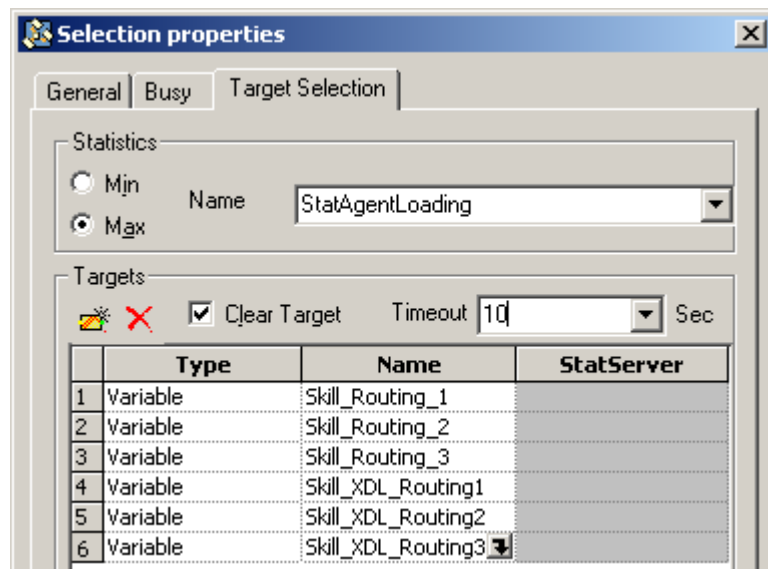 Selection properties
General Busy Target Selection
Statistics
Min
Name StatAgentLoading
Max
Targets
Clear Target Timeout 10 Sec
Type Name StatServer
1 Variable Skill_Routing_1
2 Variable Skill_Routing_2
3 Variable Skill_Routing_3
4 Variable Skill_XDL_Routing1
5 Variable Skill_XDL_Routing2
6 Variable Skill_XDL_Routing3